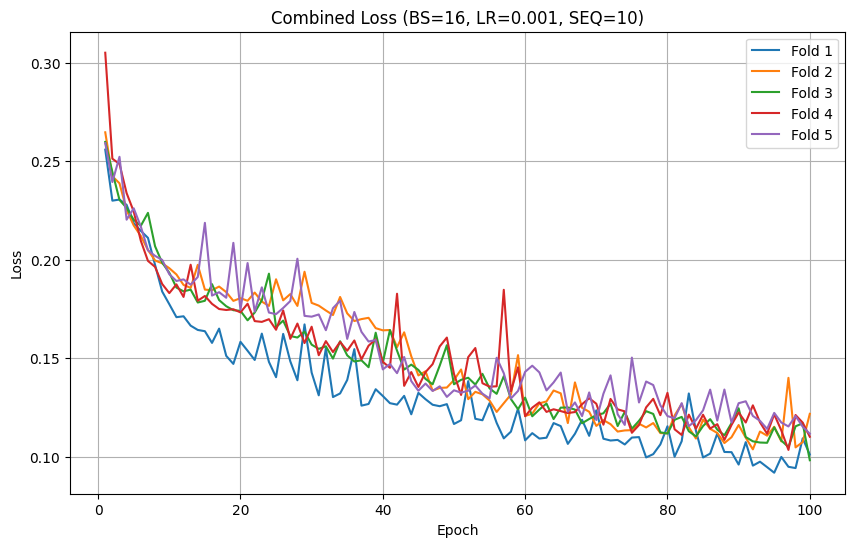 Combined Loss (BS=16, LR=0.001, SEQ=10)
Loss
0.30
0.25
0.20
0.15
0.10
0
20
40
60
80
100
Epoch
Fold 1
Fold 2
Fold 3
Fold 4
Fold 5